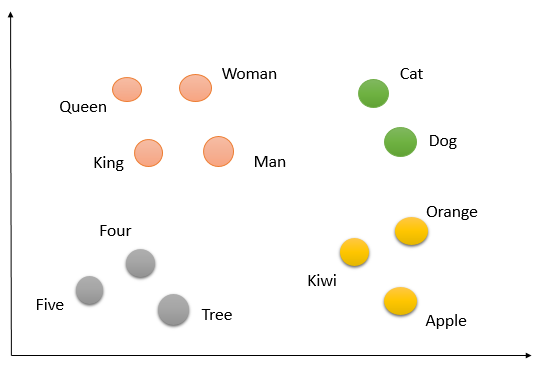 Woman
Cat
Queen
Dog
King
Man
Orange
Four
Kiwi
Five
Tree
Apple